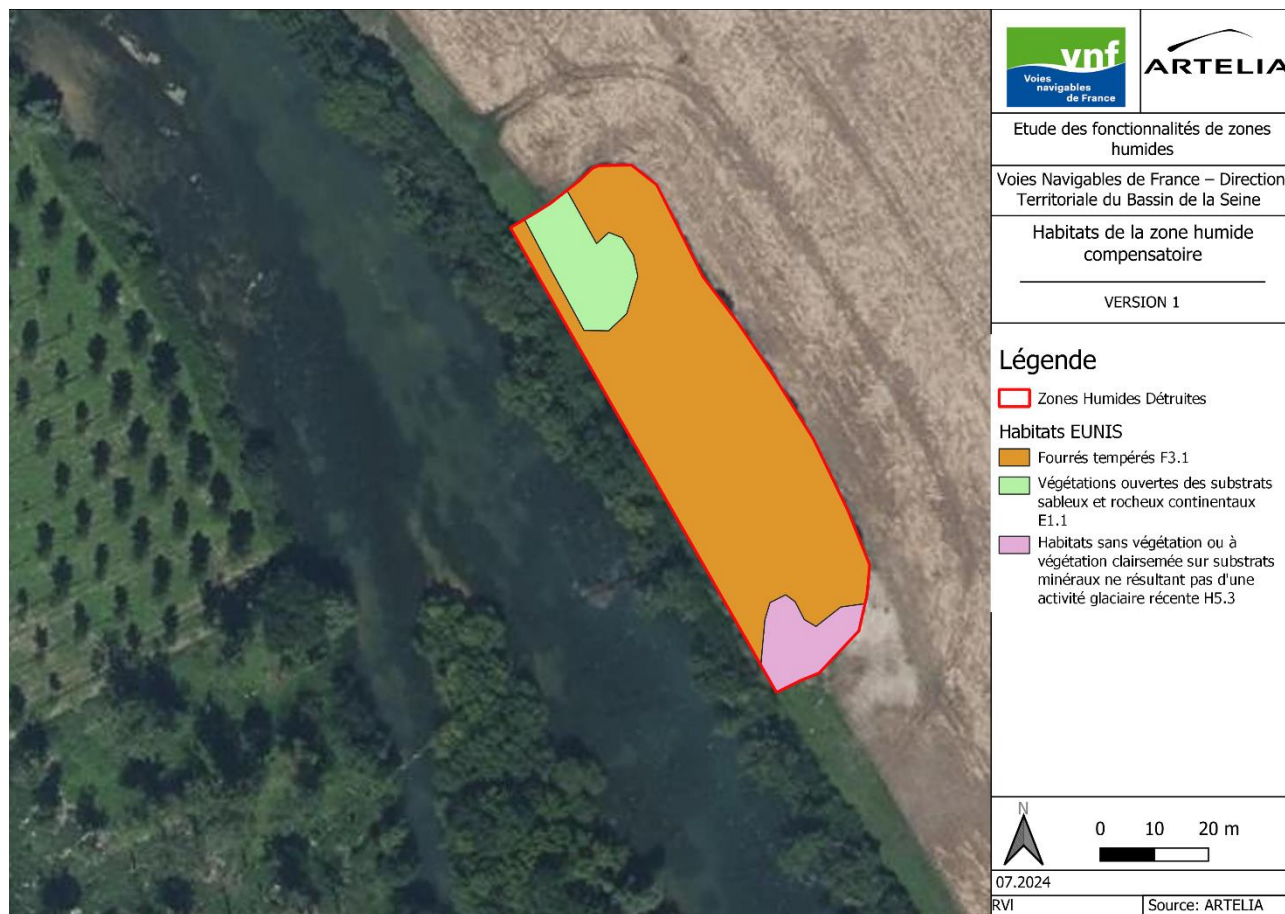 vnf
Voies
navigables
de France
ARTELIA
Etude des fonctionnalités de zones
humides
Voies Navigables de France – Direction
Territoriale du Bassin de la Seine
Habitats de la zone humide
compensatoire
VERSION 1
Légende
Zones Humides Détruites
Habitats EUNIS
Fourrés tempérés F3.1
Végétations ouvertes des substrats
sableux et rocheux continentaux
E1.1
Habitats sans végétation ou à
végétation clairsemée sur substrats
minéraux ne résultant pas d'une
activité glaciaire récente H5.3
N
0 10 20 m
07.2024
RVI
Source: ARTELIA